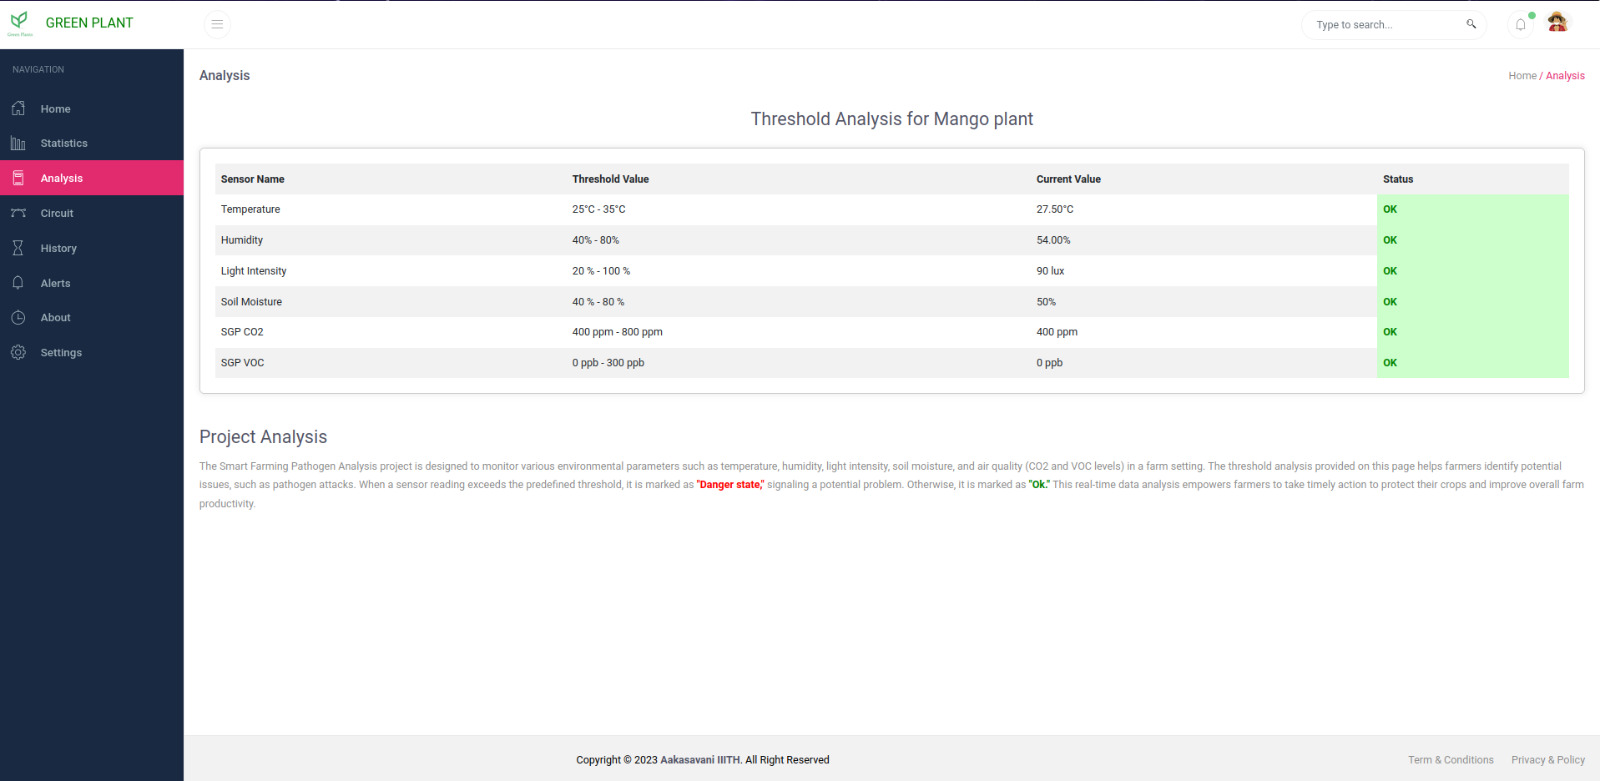 Green Plants
GREEN PLANT
Type to search...
NAVIGATION
Home
Statistics
Analysis
Circuit
History
Alerts
About
Settings
Analysis
Home / Analysis
Threshold Analysis for Mango plant
Sensor Name Threshold Value Current Value Status
Temperature 25°C - 35°C 27.50°C OK
Humidity 40% - 80% 54.00% OK
Light Intensity 20 % - 100 % 90 lux OK
Soil Moisture 40 % - 80 % 50% OK
SGP CO2 400 ppm - 800 ppm 400 ppm OK
SGP VOC 0 ppb - 300 ppb 0 ppb OK
Project Analysis
The Smart Farming Pathogen Analysis project is designed to monitor various environmental parameters such as temperature, humidity, light intensity, soil moisture, and air quality (CO2 and VOC levels) in a farm setting. The threshold analysis provided on this page helps farmers identify potential
issues, such as pathogen attacks. When a sensor reading exceeds the predefined threshold, it is marked as "Danger state," signaling a potential problem. Otherwise, it is marked as "Ok." This real-time data analysis empowers farmers to take timely action to protect their crops and improve overall farm
productivity.
Copyright © 2023 Aakasavani IIITH. All Right Reserved
Term & Conditions
Privacy & Policy